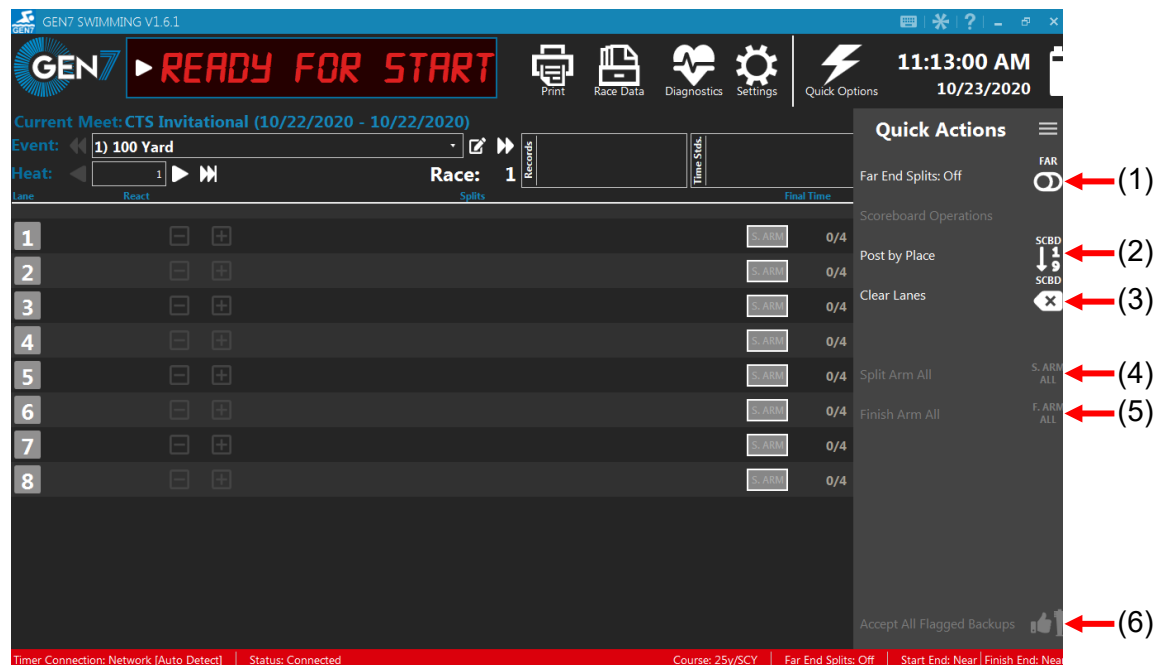 GEN7 SWIMMING V1.6.1
GEN7
GEN7
READY FOR START
Print
Race Data
Diagnostics
Settings
Quick Options
11:13:00 AM
10/23/2020
Current Meet: CTS Invitational (10/22/2020 - 10/22/2020)
Event:
1) 100 Yard
Heat:
1
Race: 1
Records
Time Stds.
Lane React Splits Final Time
1 S. ARM 0/4
2 S. ARM 0/4
3 S. ARM 0/4
4 S. ARM 0/4
5 S. ARM 0/4
6 S. ARM 0/4
7 S. ARM 0/4
8 S. ARM 0/4
Quick Actions
Far End Splits: Off
FAR
(1)
Scoreboard Operations
Post by Place
SCBD
1
9
(2)
Clear Lanes
SCBD
(3)
Split Arm All
S. ARM
ALL
(4)
Finish Arm All
F. ARM
ALL
(5)
Accept All Flagged Backups
(6)
Timer Connection: Network [Auto Detect] Status: Connected Course: 25y/SCY Far End Splits: Off Start End: Near Finish End: Near